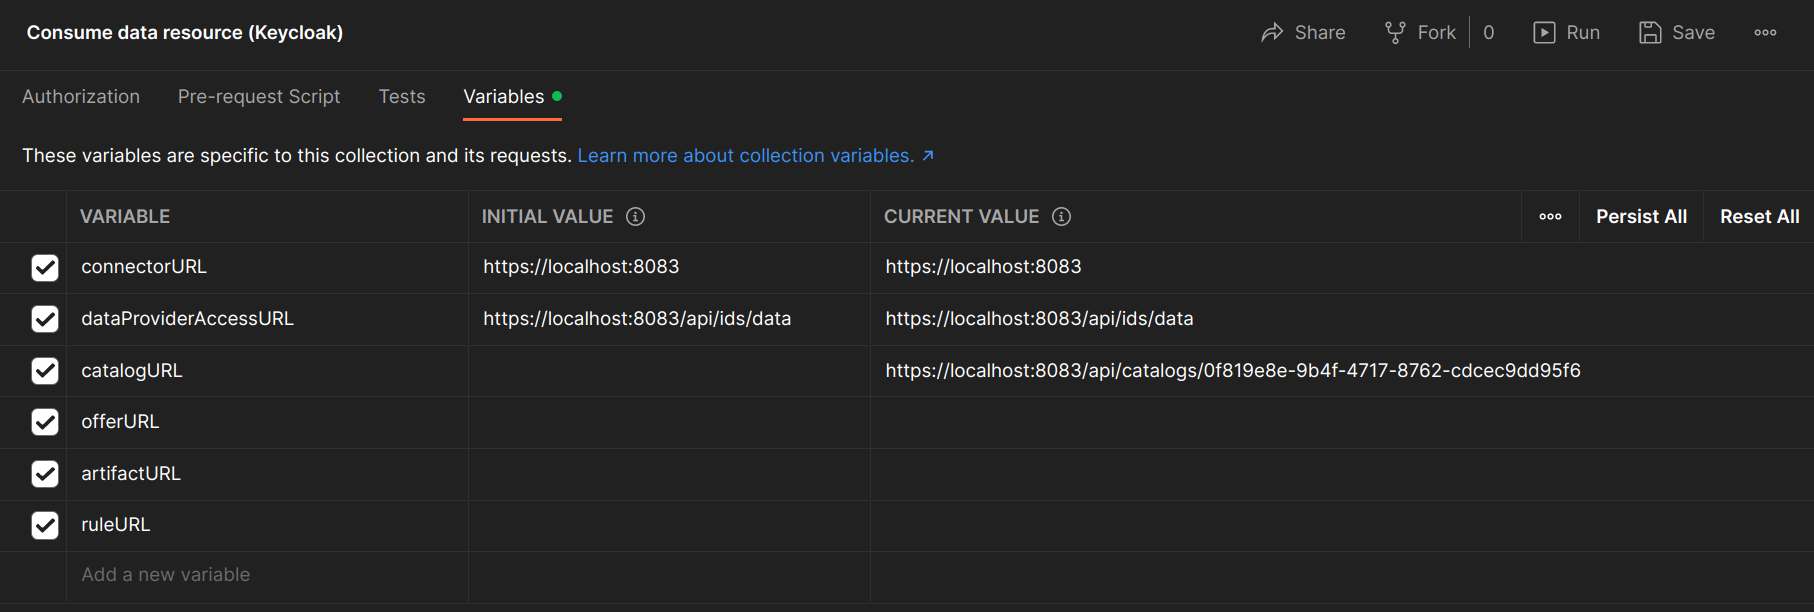 Consume data resource (Keycloak) Share Fork 0 Run Save
Authorization Pre-request Script Tests Variables
These variables are specific to this collection and its requests. Learn more about collection variables. ↗
VARIABLE INITIAL VALUE CURRENT VALUE Persist All Reset All
connectorURL https://localhost:8083 https://localhost:8083
dataProviderAccessURL https://localhost:8083/api/ids/data https://localhost:8083/api/ids/data
catalogURL https://localhost:8083/api/catalogs/0f819e8e-9b4f-4717-8762-cdcec9dd95f6
offerURL
artifactURL
ruleURL
Add a new variable